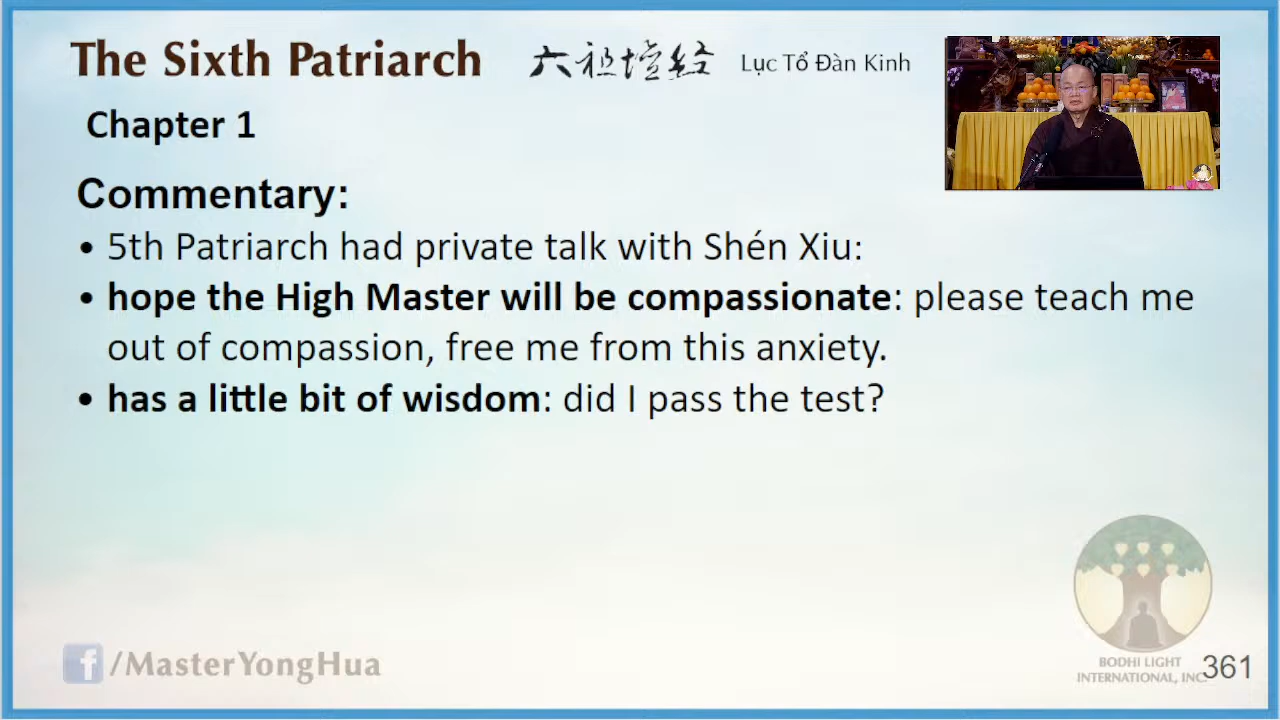 The Sixth Patriarch 六祖壇経 Lục Tổ Đàn Kinh
Chapter 1
Commentary:
• 5th Patriarch had private talk with Shén Xiu:
• hope the High Master will be compassionate: please teach me
out of compassion, free me from this anxiety.
• has a little bit of wisdom: did I pass the test?
f /MasterYongHua
BODHI LIGHT
INTERNATIONAL, INC.
361